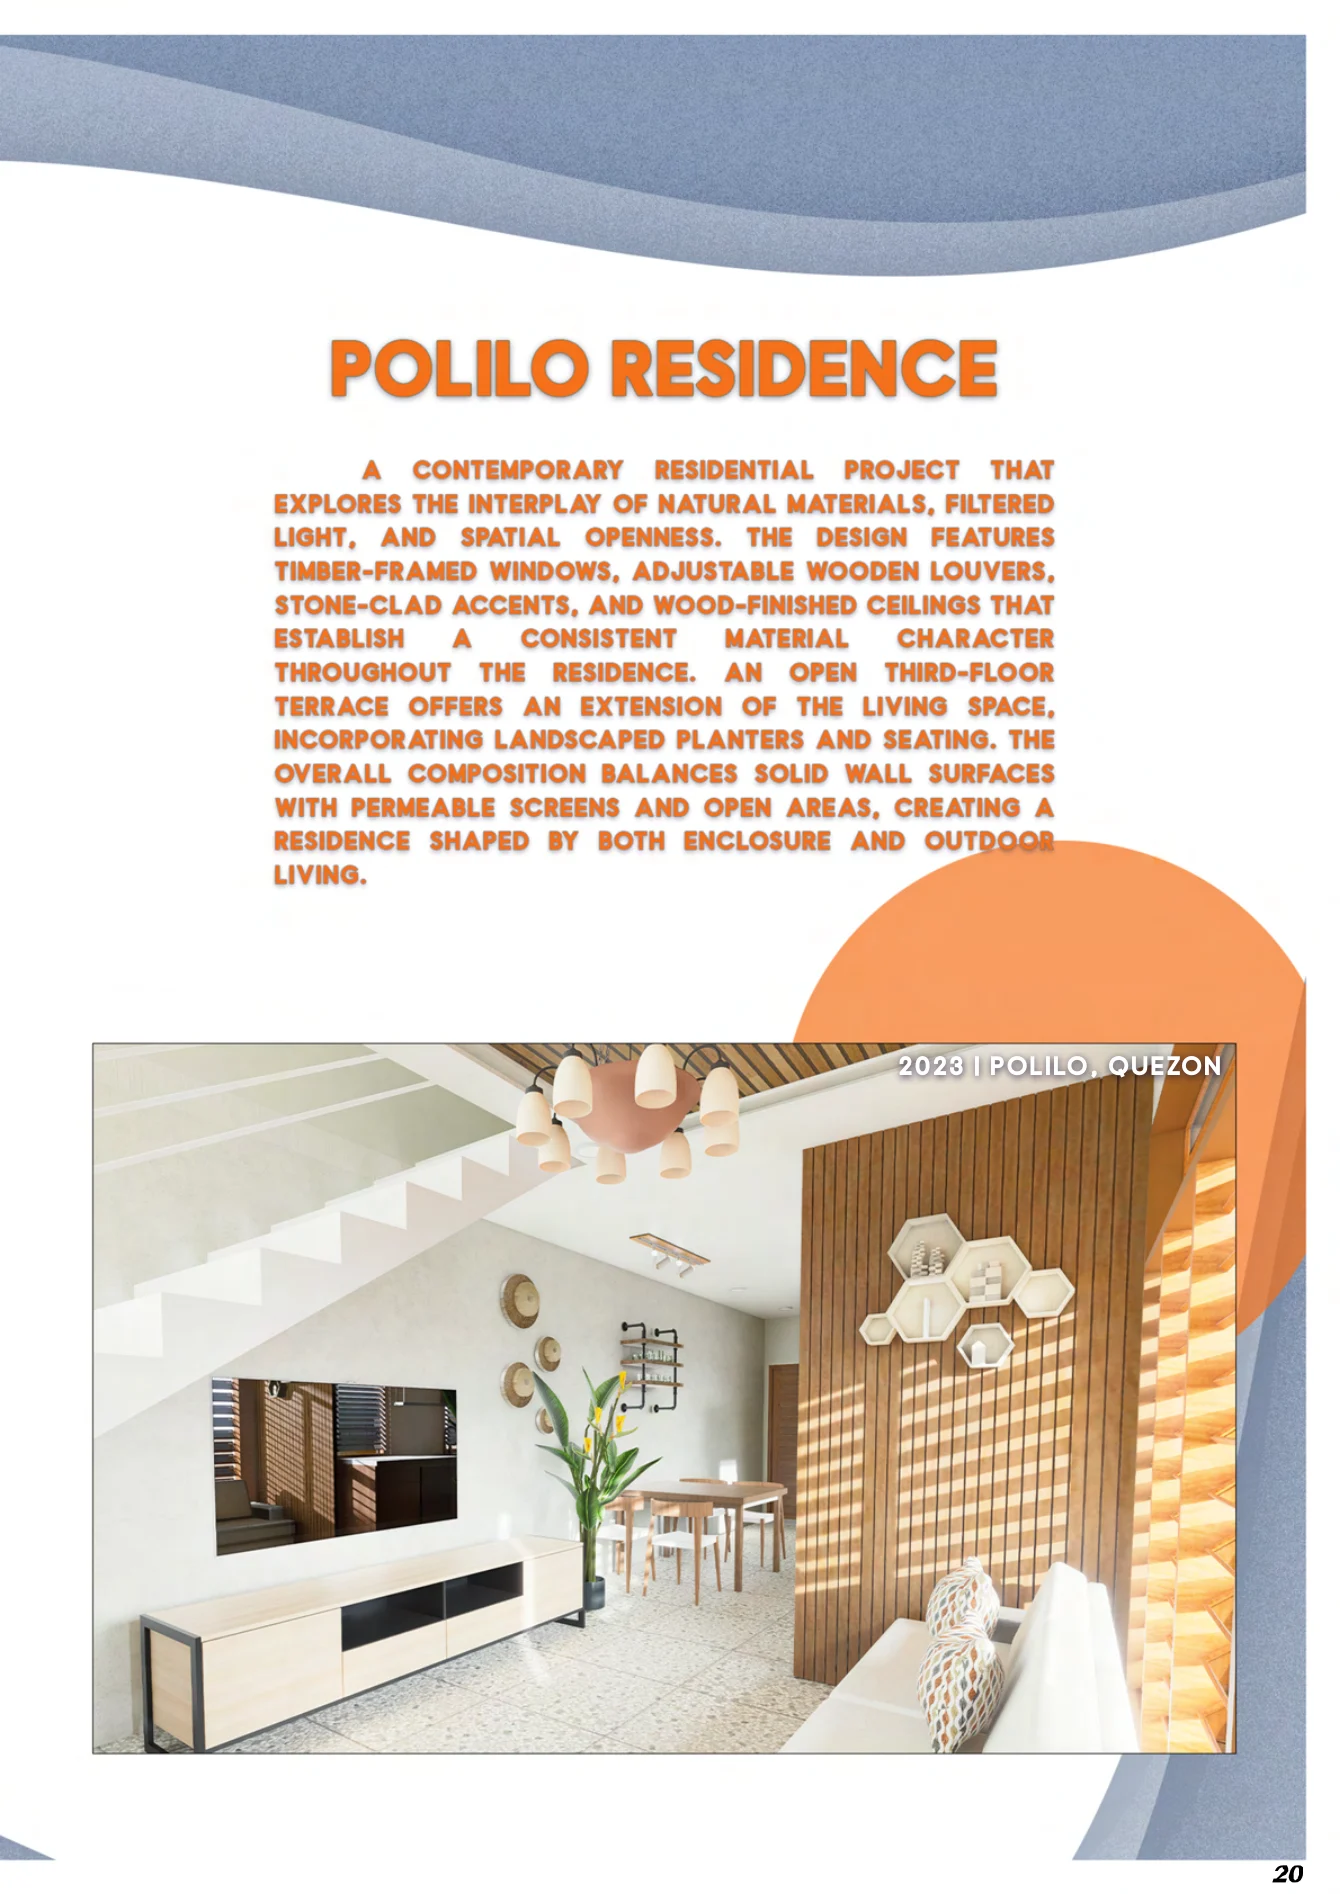 POLILO RESIDENCE
A CONTEMPORARY RESIDENTIAL PROJECT THAT
EXPLORES THE INTERPLAY OF NATURAL MATERIALS, FILTERED
LIGHT, AND SPATIAL OPENNESS. THE DESIGN FEATURES
TIMBER-FRAMED WINDOWS, ADJUSTABLE WOODEN LOUVERS,
STONE-CLAD ACCENTS, AND WOOD-FINISHED CEILINGS THAT
ESTABLISH A CONSISTENT MATERIAL CHARACTER
THROUGHOUT THE RESIDENCE. AN OPEN THIRD-FLOOR
TERRACE OFFERS AN EXTENSION OF THE LIVING SPACE,
INCORPORATING LANDSCAPED PLANTERS AND SEATING. THE
OVERALL COMPOSITION BALANCES SOLID WALL SURFACES
WITH PERMEABLE SCREENS AND OPEN AREAS, CREATING A
RESIDENCE SHAPED BY BOTH ENCLOSURE AND OUTDOOR
LIVING.
2023 | POLILO, QUEZON
20